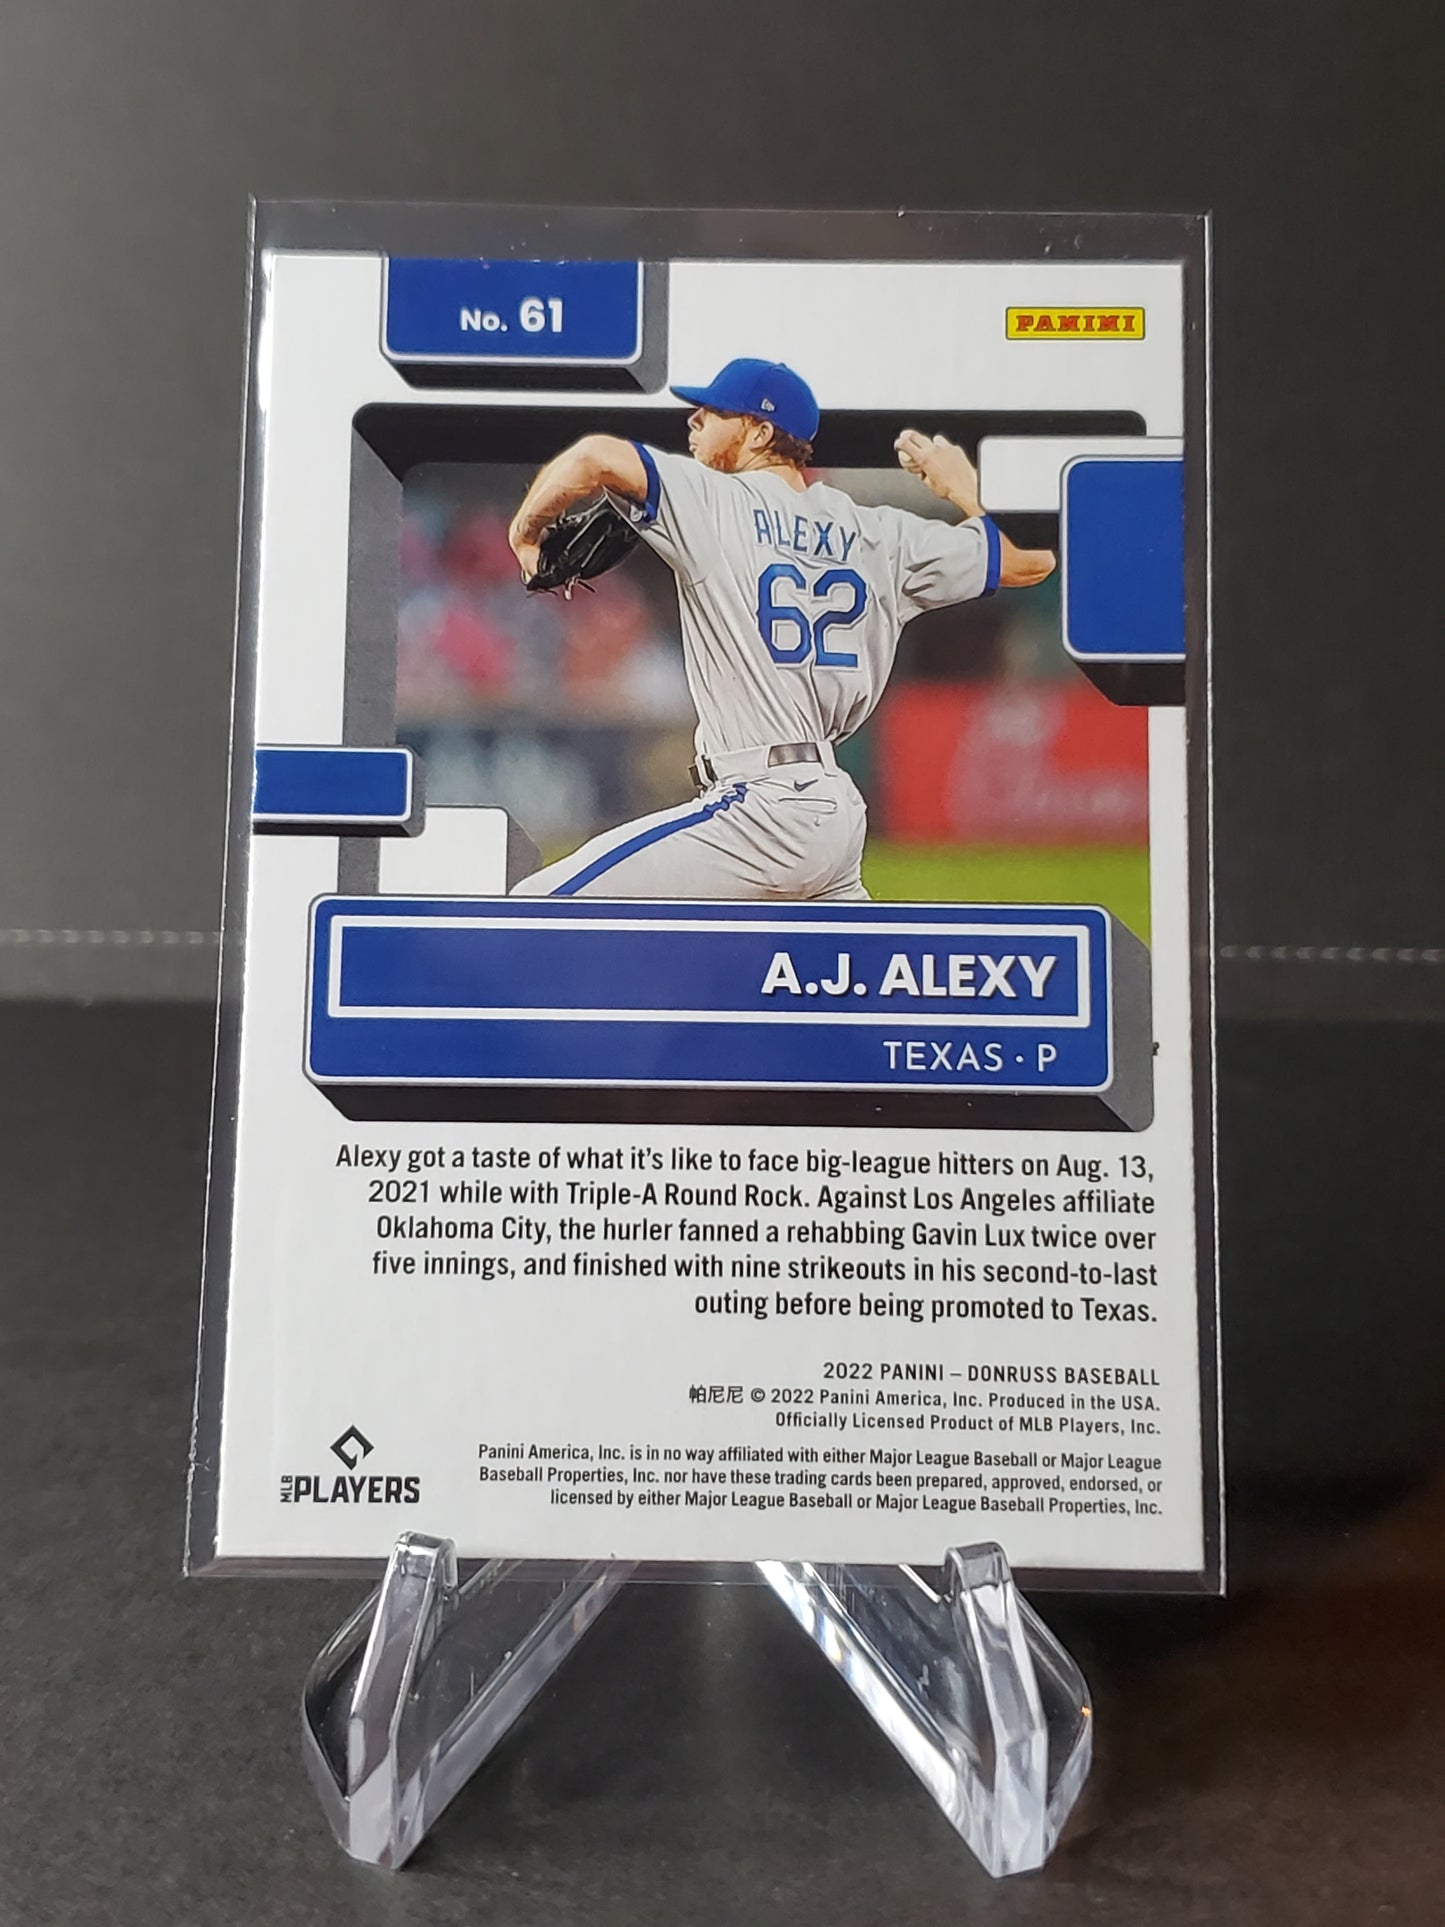 No. 61
PANINI
ALEXY
62
A.J. ALEXY
TEXAS · P
Alexy got a taste of what it's like to face big-league hitters on Aug. 13,
2021 while with Triple-A Round Rock. Against Los Angeles affiliate
Oklahoma City, the hurler fanned a rehabbing Gavin Lux twice over
five innings, and finished with nine strikeouts in his second-to-last
outing before being promoted to Texas.
2022 PANINI – DONRUSS BASEBALL
帕尼尼 © 2022 Panini America, Inc. Produced in the USA.
Officially Licensed Product of MLB Players, Inc.
Panini America, Inc. is in no way affiliated with either Major League Baseball or Major League
Baseball Properties, Inc. nor have these trading cards been prepared, approved, endorsed, or
licensed by either Major League Baseball or Major League Baseball Properties, Inc.
MLB PLAYERS